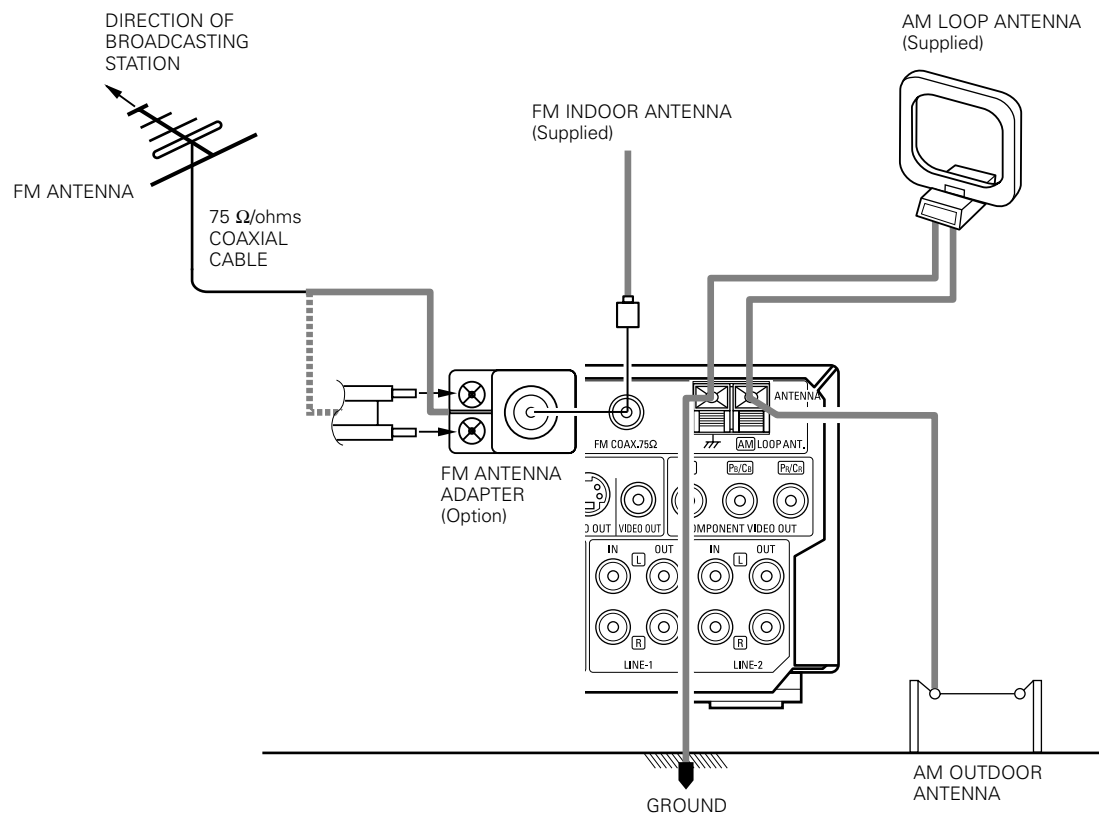 DIRECTION OF
BROADCASTING
STATION
AM LOOP ANTENNA
(Supplied)
FM INDOOR ANTENNA
(Supplied)
FM ANTENNA
75 Ω/ohms
COAXIAL
CABLE
ANTENNA
FM COAX.75Ω
AM LOOP ANT.
FM ANTENNA
ADAPTER
(Option)
PB/CB
PR/CR
O OUT
VIDEO OUT
OMPONENT VIDEO OUT
IN
OUT
IN
OUT
L
L
R
R
LINE-1
LINE-2
AM OUTDOOR
ANTENNA
GROUND